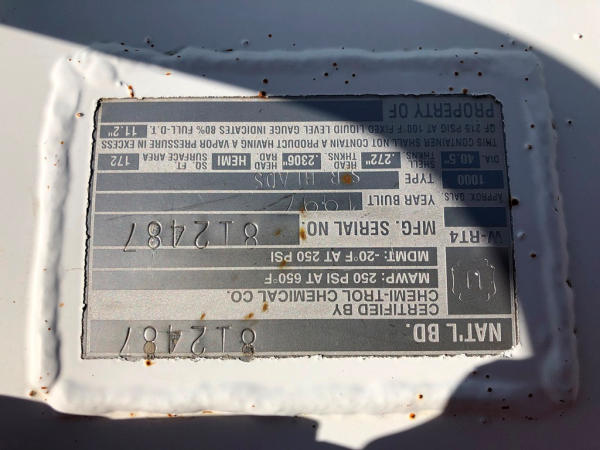 NAT'L BD. 812487
U
W-RT4
CERTIFIED BY
CHEMI-TROL CHEMICAL CO.
MAWP: 250 PSI AT 650°F
MDMT: -20°F AT 250 PSI
MFG. SERIAL NO. 812487
YEAR BUILT 1997
APPROX. GALS. 1000 TYPE
DIA. 40.5" SHELL THKNS. .272" HEAD THKNS. .2306" HEAD RAD. HEMI SQ FT SURFACE AREA 172
THIS CONTAINER SHALL NOT CONTAIN A PRODUCT HAVING A VAPOR PRESSURE IN EXCESS
OF 215 PSIG AT 100°F FIXED LIQUID LEVEL GAUGE INDICATES 80% FULL-D.T. 11.2"
PROPERTY OF